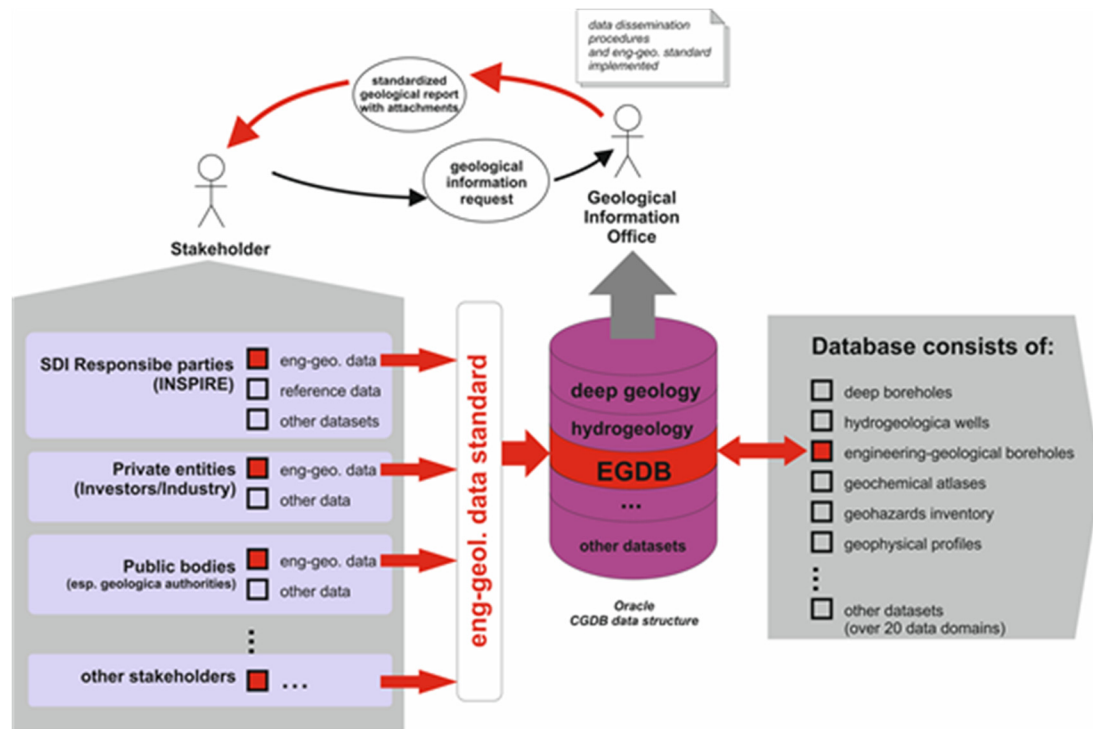 data dissemination
procedures
and eng-geo. standard
implemented
standardized
geological report
with attachments
geological
information
request
Stakeholder
Geological
Information
Office
SDI Responsibe parties
(INSPIRE)
eng-geo. data
reference data
other datasets
Private entities
(Investors/Industry)
eng-geo. data
other data
Public bodies
(esp. geologica authorities)
eng-geo. data
other data
...
other stakeholders
...
eng-geol. data standard
deep geology
hydrogeology
EGDB
...
other datasets
Oracle
CGDB data structure
Database consists of:
deep boreholes
hydrogeologica wells
engineering-geological boreholes
geochemical atlases
geohazards inventory
geophysical profiles
...
other datasets
(over 20 data domains)